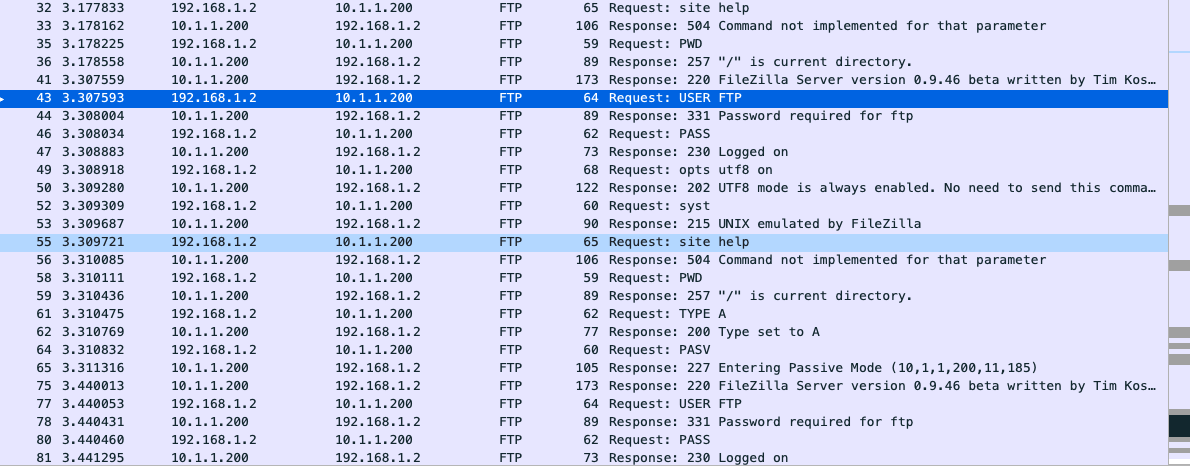 32 3.177833 192.168.1.2 10.1.1.200 FTP 65 Request: site help
33 3.178162 10.1.1.200 192.168.1.2 FTP 106 Response: 504 Command not implemented for that parameter
35 3.178225 192.168.1.2 10.1.1.200 FTP 59 Request: PWD
36 3.178558 10.1.1.200 192.168.1.2 FTP 89 Response: 257 "/" is current directory.
41 3.307559 10.1.1.200 192.168.1.2 FTP 173 Response: 220 FileZilla Server version 0.9.46 beta written by Tim Kos…
43 3.307593 192.168.1.2 10.1.1.200 FTP 64 Request: USER FTP
44 3.308004 10.1.1.200 192.168.1.2 FTP 89 Response: 331 Password required for ftp
46 3.308034 192.168.1.2 10.1.1.200 FTP 62 Request: PASS
47 3.308883 10.1.1.200 192.168.1.2 FTP 73 Response: 230 Logged on
49 3.308918 192.168.1.2 10.1.1.200 FTP 68 Request: opts utf8 on
50 3.309280 10.1.1.200 192.168.1.2 FTP 122 Response: 202 UTF8 mode is always enabled. No need to send this comma…
52 3.309309 192.168.1.2 10.1.1.200 FTP 60 Request: syst
53 3.309687 10.1.1.200 192.168.1.2 FTP 90 Response: 215 UNIX emulated by FileZilla
55 3.309721 192.168.1.2 10.1.1.200 FTP 65 Request: site help
56 3.310085 10.1.1.200 192.168.1.2 FTP 106 Response: 504 Command not implemented for that parameter
58 3.310111 192.168.1.2 10.1.1.200 FTP 59 Request: PWD
59 3.310436 10.1.1.200 192.168.1.2 FTP 89 Response: 257 "/" is current directory.
61 3.310475 192.168.1.2 10.1.1.200 FTP 62 Request: TYPE A
62 3.310769 10.1.1.200 192.168.1.2 FTP 77 Response: 200 Type set to A
64 3.310832 192.168.1.2 10.1.1.200 FTP 60 Request: PASV
65 3.311316 10.1.1.200 192.168.1.2 FTP 105 Response: 227 Entering Passive Mode (10,1,1,200,11,185)
75 3.440013 10.1.1.200 192.168.1.2 FTP 173 Response: 220 FileZilla Server version 0.9.46 beta written by Tim Kos…
77 3.440053 192.168.1.2 10.1.1.200 FTP 64 Request: USER FTP
78 3.440431 10.1.1.200 192.168.1.2 FTP 89 Response: 331 Password required for ftp
80 3.440460 192.168.1.2 10.1.1.200 FTP 62 Request: PASS
81 3.441295 10.1.1.200 192.168.1.2 FTP 73 Response: 230 Logged on